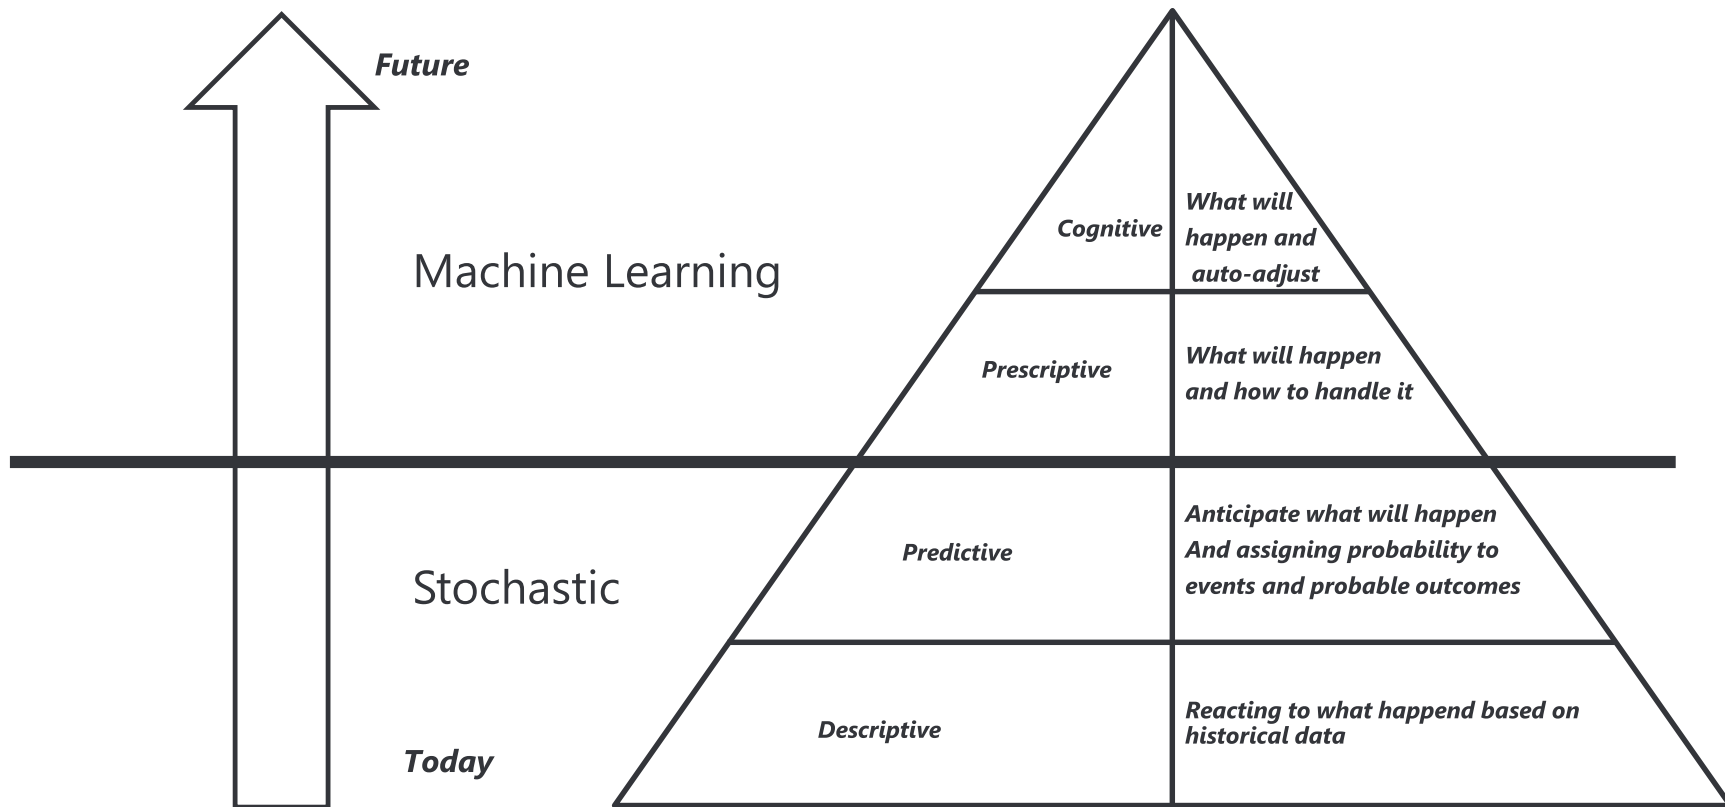 Future
Machine Learning
Cognitive
What will
happen and
auto-adjust
Prescriptive
What will happen
and how to handle it
Stochastic
Predictive
Anticipate what will happen
And assigning probability to
events and probable outcomes
Today
Descriptive
Reacting to what happend based on
historical data